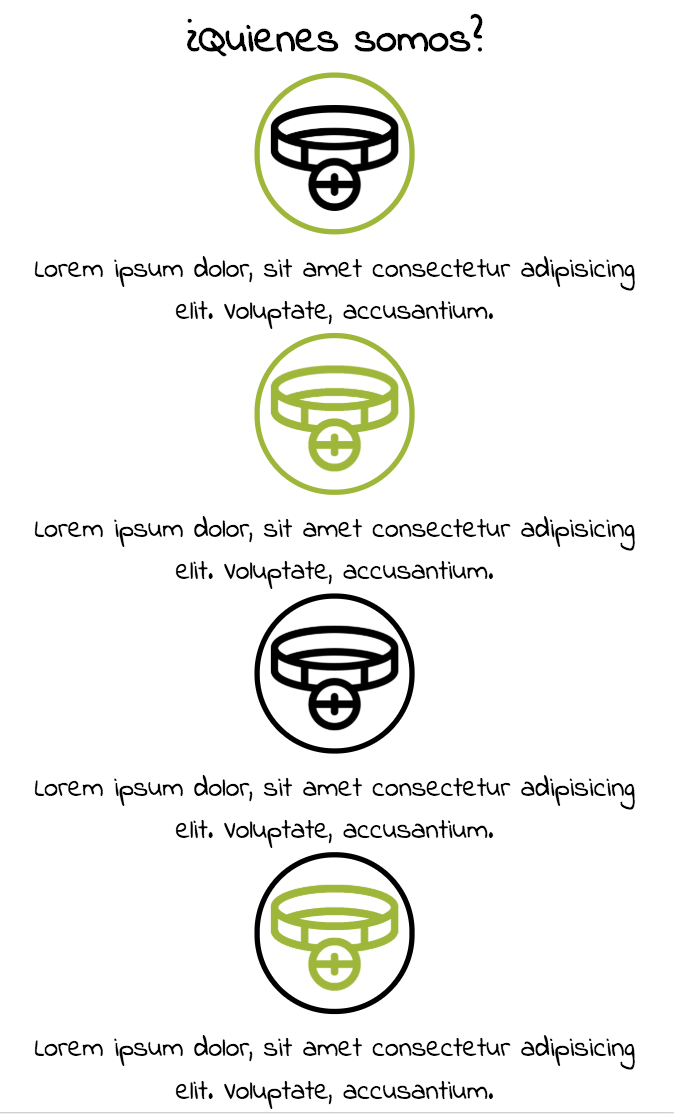 ¿Quienes somos?
Lorem ipsum dolor, sit amet consectetur adipisicing
elit. Voluptate, accusantium.
Lorem ipsum dolor, sit amet consectetur adipisicing
elit. Voluptate, accusantium.
Lorem ipsum dolor, sit amet consectetur adipisicing
elit. Voluptate, accusantium.
Lorem ipsum dolor, sit amet consectetur adipisicing
elit. Voluptate, accusantium.